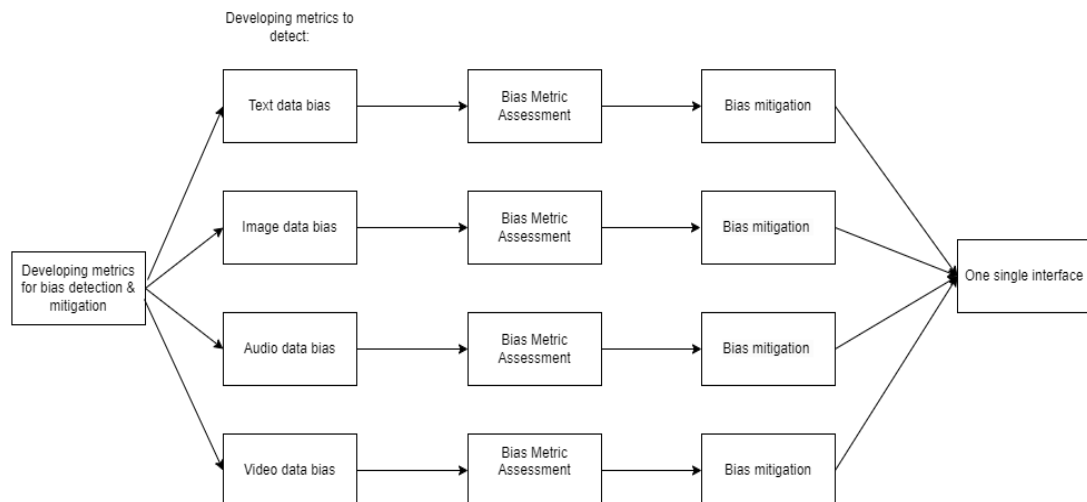 Developing metrics to
detect:
Text data bias
Bias Metric
Assessment
Bias mitigation
Image data bias
Bias Metric
Assessment
Bias mitigation
Developing metrics
for bias detection &
mitigation
One single interface
Audio data bias
Bias Metric
Assessment
Bias mitigation
Video data bias
Bias Metric
Assessment
Bias mitigation